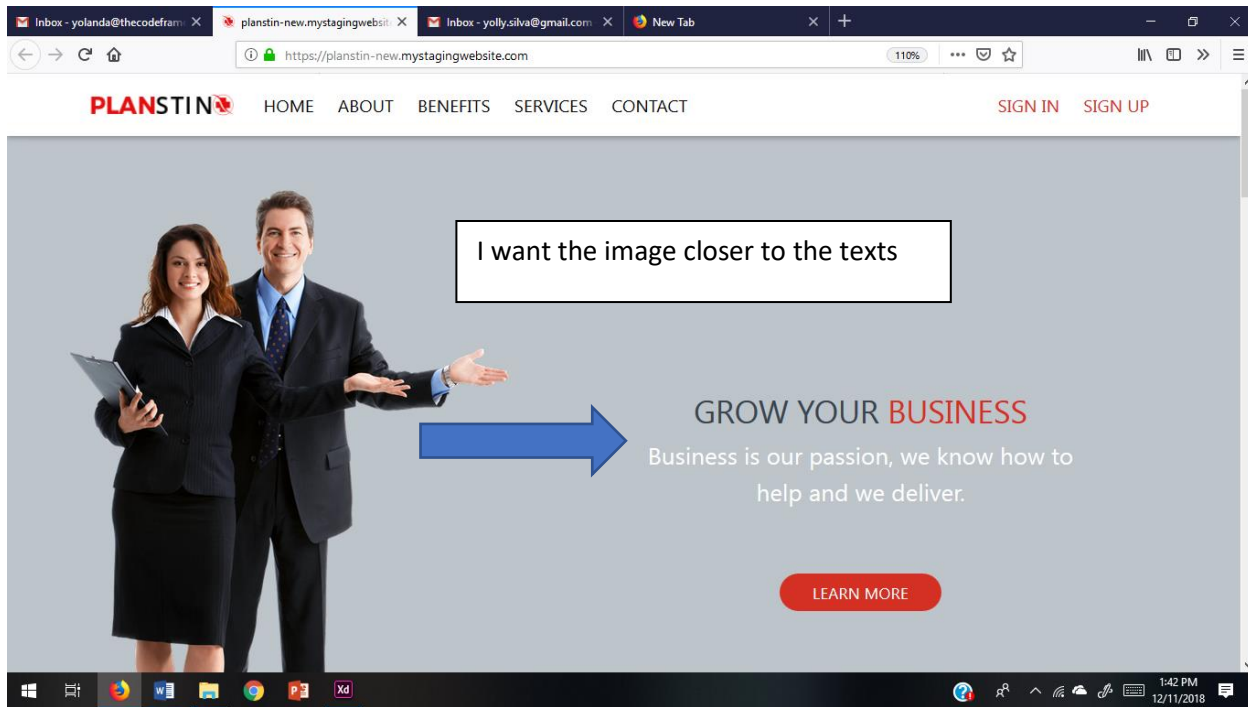 Inbox - yolanda@thecodefram
planstin-new.mystagingwebsit
Inbox - yolly.silva@gmail.com
New Tab
https://planstin-new.mystagingwebsite.com
110%
PLANSTIN HOME ABOUT BENEFITS SERVICES CONTACT SIGN IN SIGN UP
I want the image closer to the texts
GROW YOUR BUSINESS
Business is our passion, we know how to
help and we deliver.
LEARN MORE
Xd
1:42 PM
12/11/2018